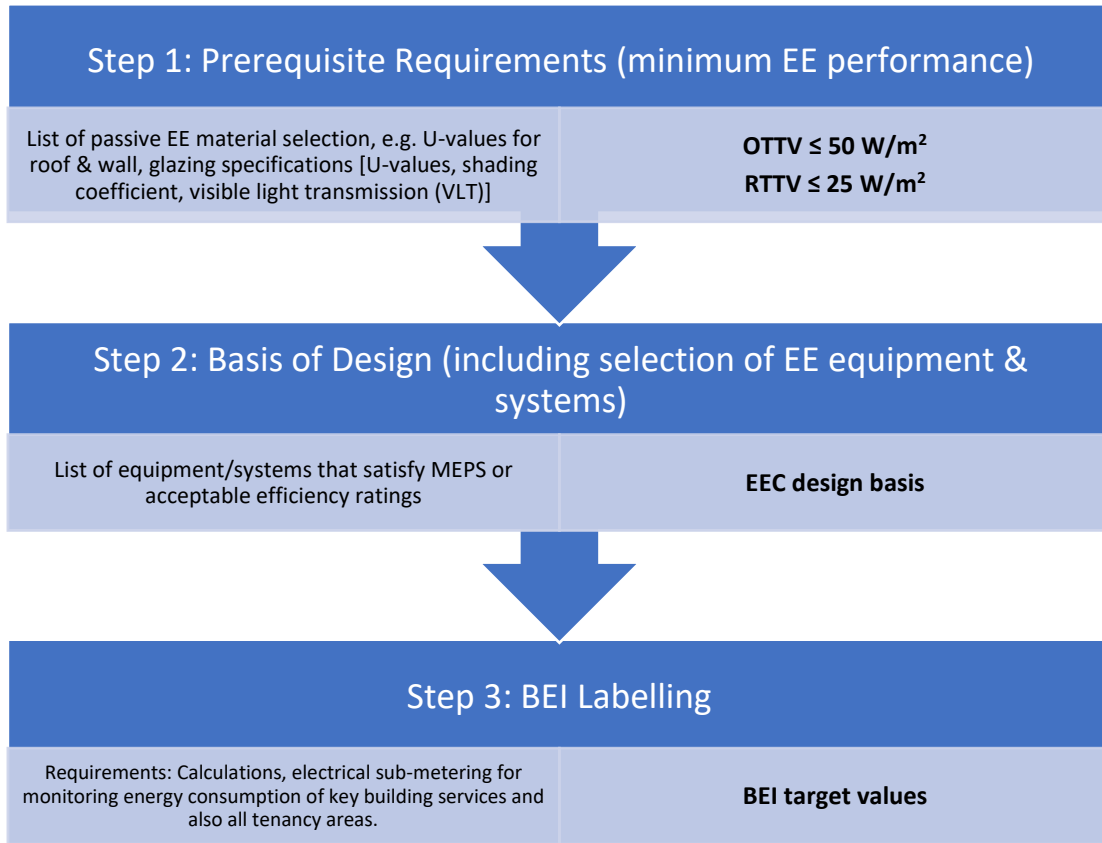 Step 1: Prerequisite Requirements (minimum EE performance)
List of passive EE material selection, e.g. U-values for
roof & wall, glazing specifications [U-values, shading
coefficient, visible light transmission (VLT)]
OTTV ≤ 50 W/m²
RTTV ≤ 25 W/m²
Step 2: Basis of Design (including selection of EE equipment &
systems)
List of equipment/systems that satisfy MEPS or
acceptable efficiency ratings
EEC design basis
Step 3: BEI Labelling
Requirements: Calculations, electrical sub-metering for
monitoring energy consumption of key building services and
also all tenancy areas.
BEI target values